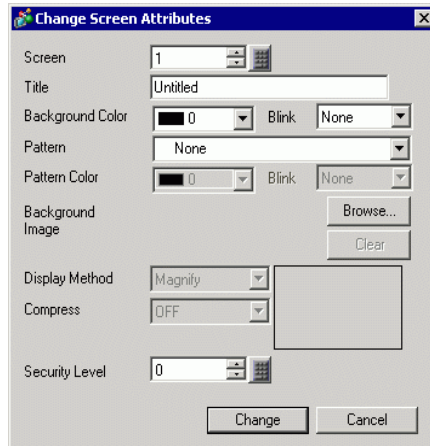 Change Screen Attributes
Screen 1
Title Untitled
Background Color 0 Blink None
Pattern None
Pattern Color 0 Blink None
Background Image Browse...
Clear
Display Method Magnify
Compress OFF
Security Level 0
Change Cancel